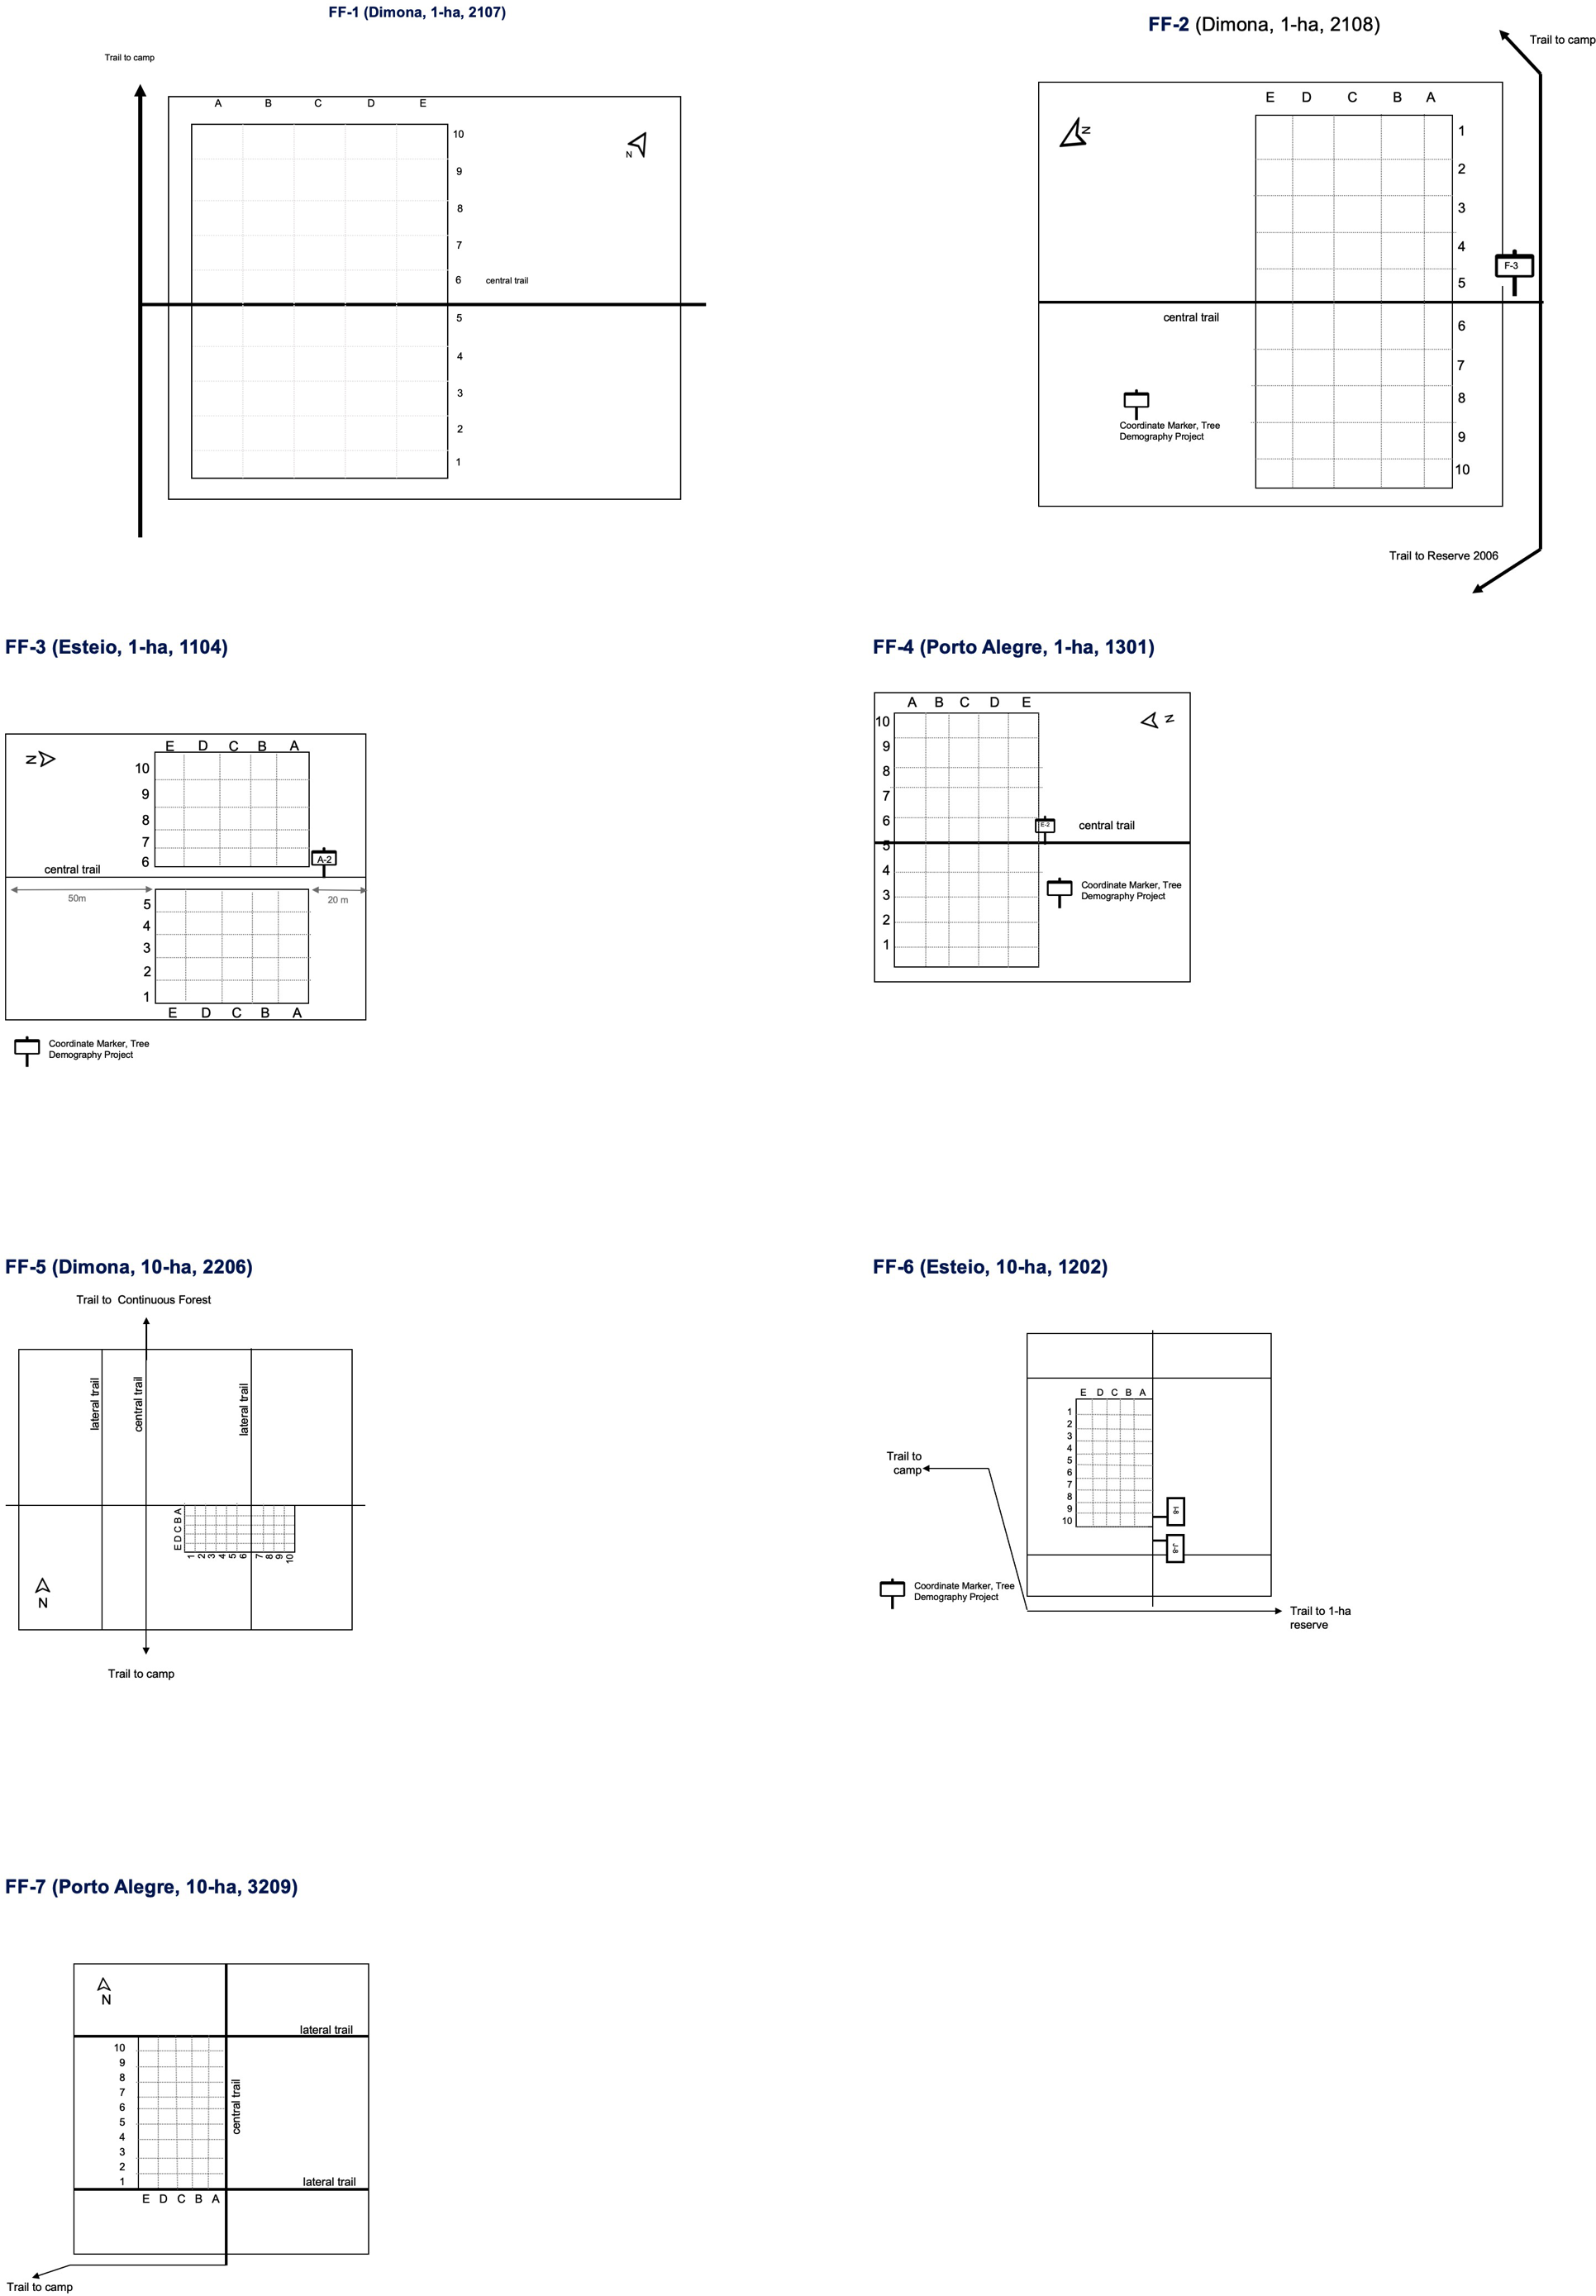 FF-1 (Dimona, 1-ha, 2107)
Trail to camp
A B C D E
10
N
9
8
7
6 central trail
5
4
3
2
1
FF-2 (Dimona, 1-ha, 2108)
Trail to camp
E D C B A
N
1
2
3
4
F-3
5
central trail
6
7
8
Coordinate Marker, Tree
Demography Project
9
10
Trail to Reserve 2006
FF-3 (Esteio, 1-ha, 1104)
E D C B A
N
10
9
8
7
6
A-2
central trail
50m
20 m
5
4
3
2
1
E D C B A
Coordinate Marker, Tree
Demography Project
FF-4 (Porto Alegre, 1-ha, 1301)
A B C D E
N
10
9
8
7
6
E-2
central trail
5
4
3
2
1
Coordinate Marker, Tree
Demography Project
FF-5 (Dimona, 10-ha, 2206)
Trail to Continuous Forest
lateral trail
central trail
lateral trail
E D C B A
1 2 3 4 5 6 7 8 9 10
N
Trail to camp
FF-6 (Esteio, 10-ha, 1202)
E D C B A
1
2
3
4
5
6
7
8
9
10
Trail to
camp
I-6
J-6
Coordinate Marker, Tree
Demography Project
Trail to 1-ha
reserve
FF-7 (Porto Alegre, 10-ha, 3209)
N
lateral trail
10
9
8
7
6
5
4
3
2
1
central trail
lateral trail
E D C B A
Trail to camp